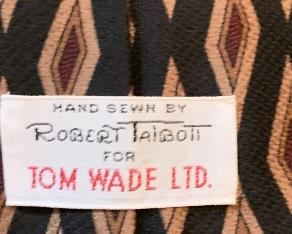 HAND SEWN BY
ROBERT TALBOTT
FOR
TOM WADE LTD.